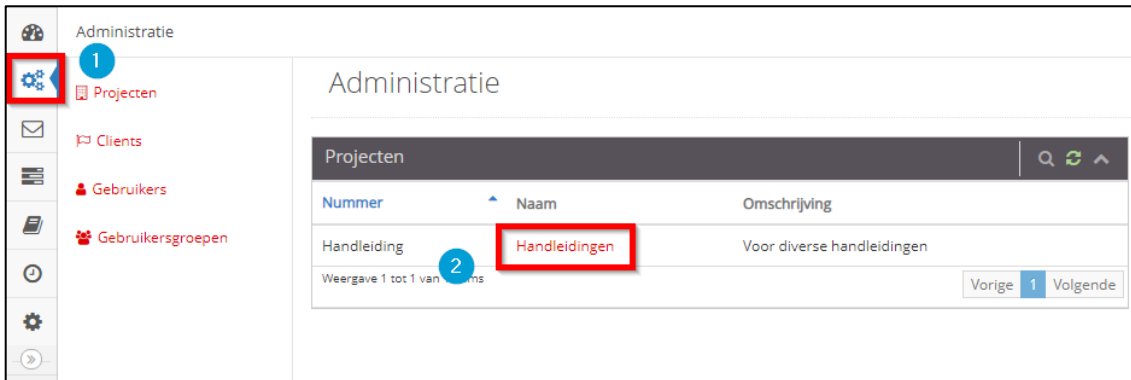 Administratie
1
Projecten
Clients
Gebruikers
Gebruikersgroepen
Administratie
Projecten
Nummer Naam Omschrijving
Handleiding Handleidingen Voor diverse handleidingen
2
Weergave 1 tot 1 van
Vorige 1 Volgende